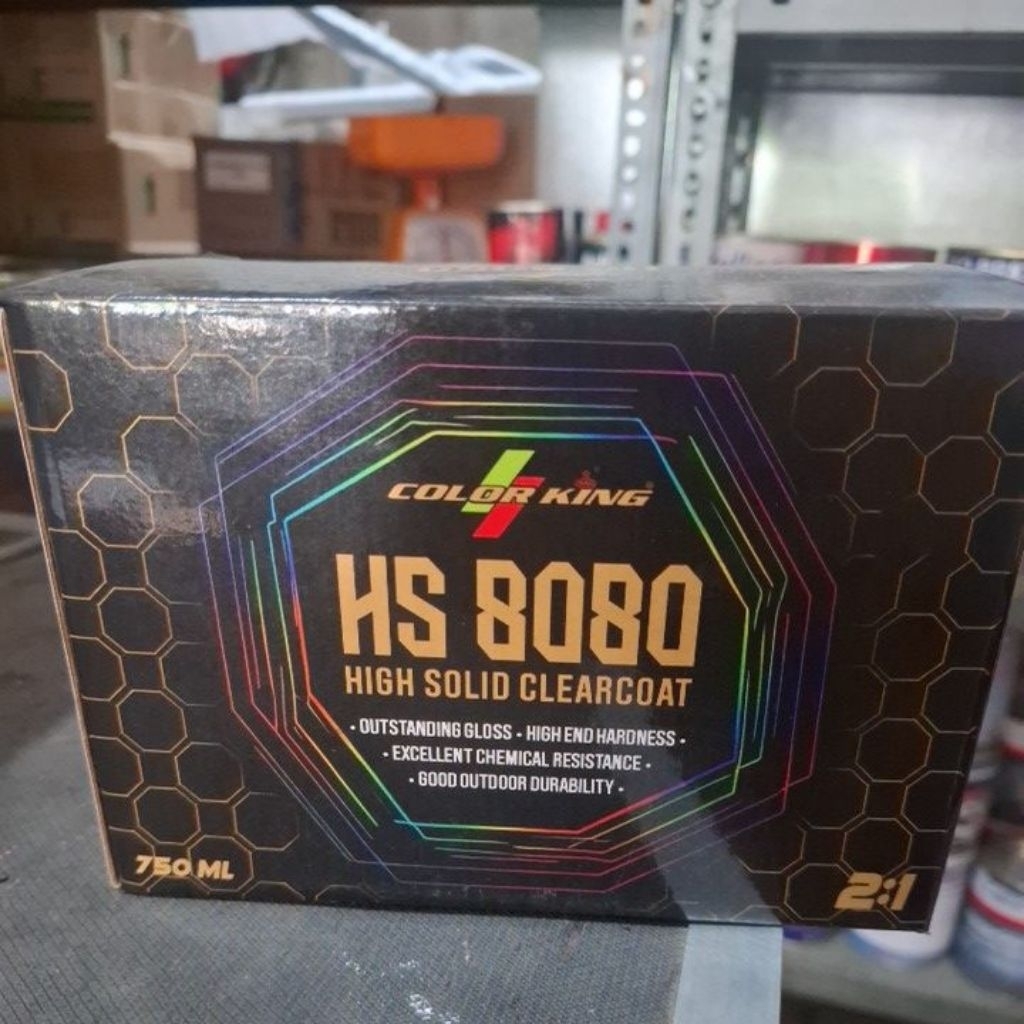 COLOR KING
HS 8080
HIGH SOLID CLEARCOAT
• OUTSTANDING GLOSS • HIGH END HARDNESS •
• EXCELLENT CHEMICAL RESISTANCE •
• GOOD OUTDOOR DURABILITY •
750 ML
2:1